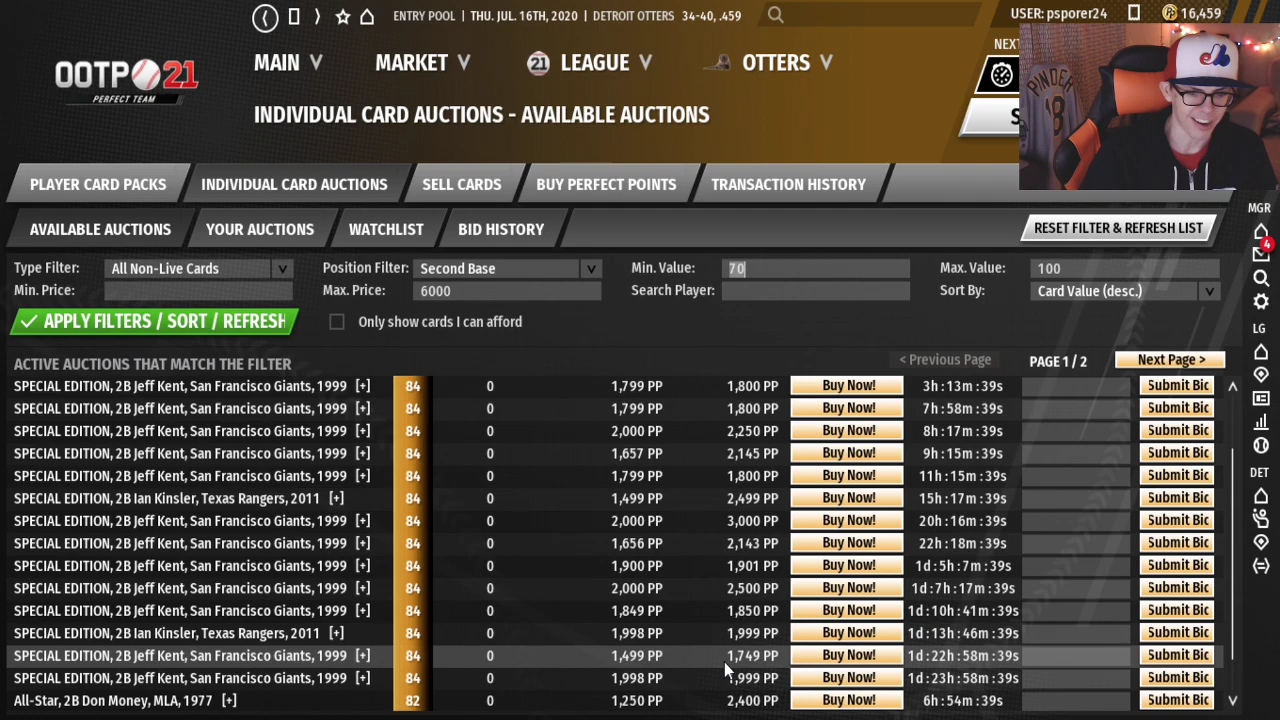 ENTRY POOL | THU. JUL. 16TH, 2020 | DETROIT OTTERS 34-40, .459
USER: psporer24
16,459
OOTP 21
PERFECT TEAM
MAIN MARKET 21 LEAGUE OTTERS
NEX
S
INDIVIDUAL CARD AUCTIONS - AVAILABLE AUCTIONS
PINDER
18
PLAYER CARD PACKS INDIVIDUAL CARD AUCTIONS SELL CARDS BUY PERFECT POINTS TRANSACTION HISTORY
AVAILABLE AUCTIONS YOUR AUCTIONS WATCHLIST BID HISTORY RESET FILTER & REFRESH LIST
Type Filter: All Non-Live Cards Position Filter: Second Base Min. Value: 70 Max. Value: 100
Min. Price: Max. Price: 6000 Search Player: Sort By: Card Value (desc.)
APPLY FILTERS / SORT / REFRESH Only show cards I can afford
ACTIVE AUCTIONS THAT MATCH THE FILTER < Previous Page PAGE 1 / 2 Next Page >
SPECIAL EDITION, 2B Jeff Kent, San Francisco Giants, 1999 [+] 84 0 1,799 PP 1,800 PP Buy Now! 3h:13m:39s Submit Bic
SPECIAL EDITION, 2B Jeff Kent, San Francisco Giants, 1999 [+] 84 0 1,799 PP 1,800 PP Buy Now! 7h:58m:39s Submit Bic
SPECIAL EDITION, 2B Jeff Kent, San Francisco Giants, 1999 [+] 84 0 2,000 PP 2,250 PP Buy Now! 8h:17m:39s Submit Bic
SPECIAL EDITION, 2B Jeff Kent, San Francisco Giants, 1999 [+] 84 0 1,657 PP 2,145 PP Buy Now! 9h:15m:39s Submit Bic
SPECIAL EDITION, 2B Jeff Kent, San Francisco Giants, 1999 [+] 84 0 1,799 PP 1,800 PP Buy Now! 11h:15m:39s Submit Bic
SPECIAL EDITION, 2B Ian Kinsler, Texas Rangers, 2011 [+] 84 0 1,499 PP 2,499 PP Buy Now! 15h:17m:39s Submit Bic
SPECIAL EDITION, 2B Jeff Kent, San Francisco Giants, 1999 [+] 84 0 2,000 PP 3,000 PP Buy Now! 20h:16m:39s Submit Bic
SPECIAL EDITION, 2B Jeff Kent, San Francisco Giants, 1999 [+] 84 0 1,656 PP 2,143 PP Buy Now! 22h:18m:39s Submit Bic
SPECIAL EDITION, 2B Jeff Kent, San Francisco Giants, 1999 [+] 84 0 1,900 PP 1,901 PP Buy Now! 1d:5h:7m:39s Submit Bic
SPECIAL EDITION, 2B Jeff Kent, San Francisco Giants, 1999 [+] 84 0 2,000 PP 2,500 PP Buy Now! 1d:7h:17m:39s Submit Bic
SPECIAL EDITION, 2B Jeff Kent, San Francisco Giants, 1999 [+] 84 0 1,849 PP 1,850 PP Buy Now! 1d:10h:41m:39s Submit Bic
SPECIAL EDITION, 2B Ian Kinsler, Texas Rangers, 2011 [+] 84 0 1,998 PP 1,999 PP Buy Now! 1d:13h:46m:39s Submit Bic
SPECIAL EDITION, 2B Jeff Kent, San Francisco Giants, 1999 [+] 84 0 1,499 PP 1,749 PP Buy Now! 1d:22h:58m:39s Submit Bic
SPECIAL EDITION, 2B Jeff Kent, San Francisco Giants, 1999 [+] 84 0 1,998 PP 1,999 PP Buy Now! 1d:23h:58m:39s Submit Bic
All-Star, 2B Don Money, MLA, 1977 [+] 82 0 1,250 PP 2,400 PP Buy Now! 6h:54m:39s Submit Bic
MGR
4
LG
DET